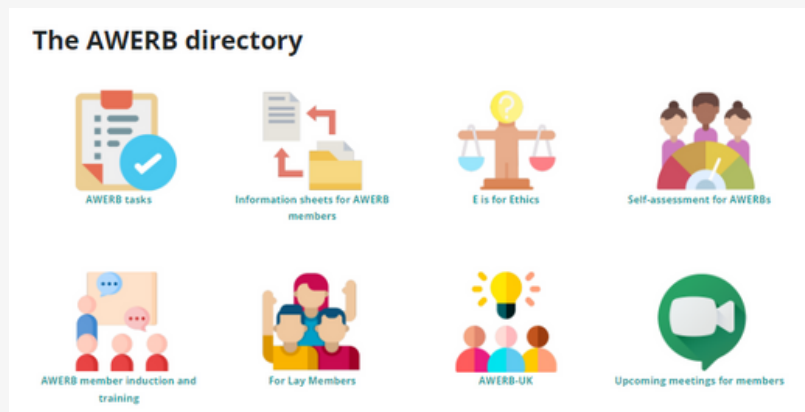 The AWERB directory
AWERB tasks
Information sheets for AWERB
members
E is for Ethics
Self-assessment for AWERBs
AWERB member induction and
training
For Lay Members
AWERB-UK
Upcoming meetings for members